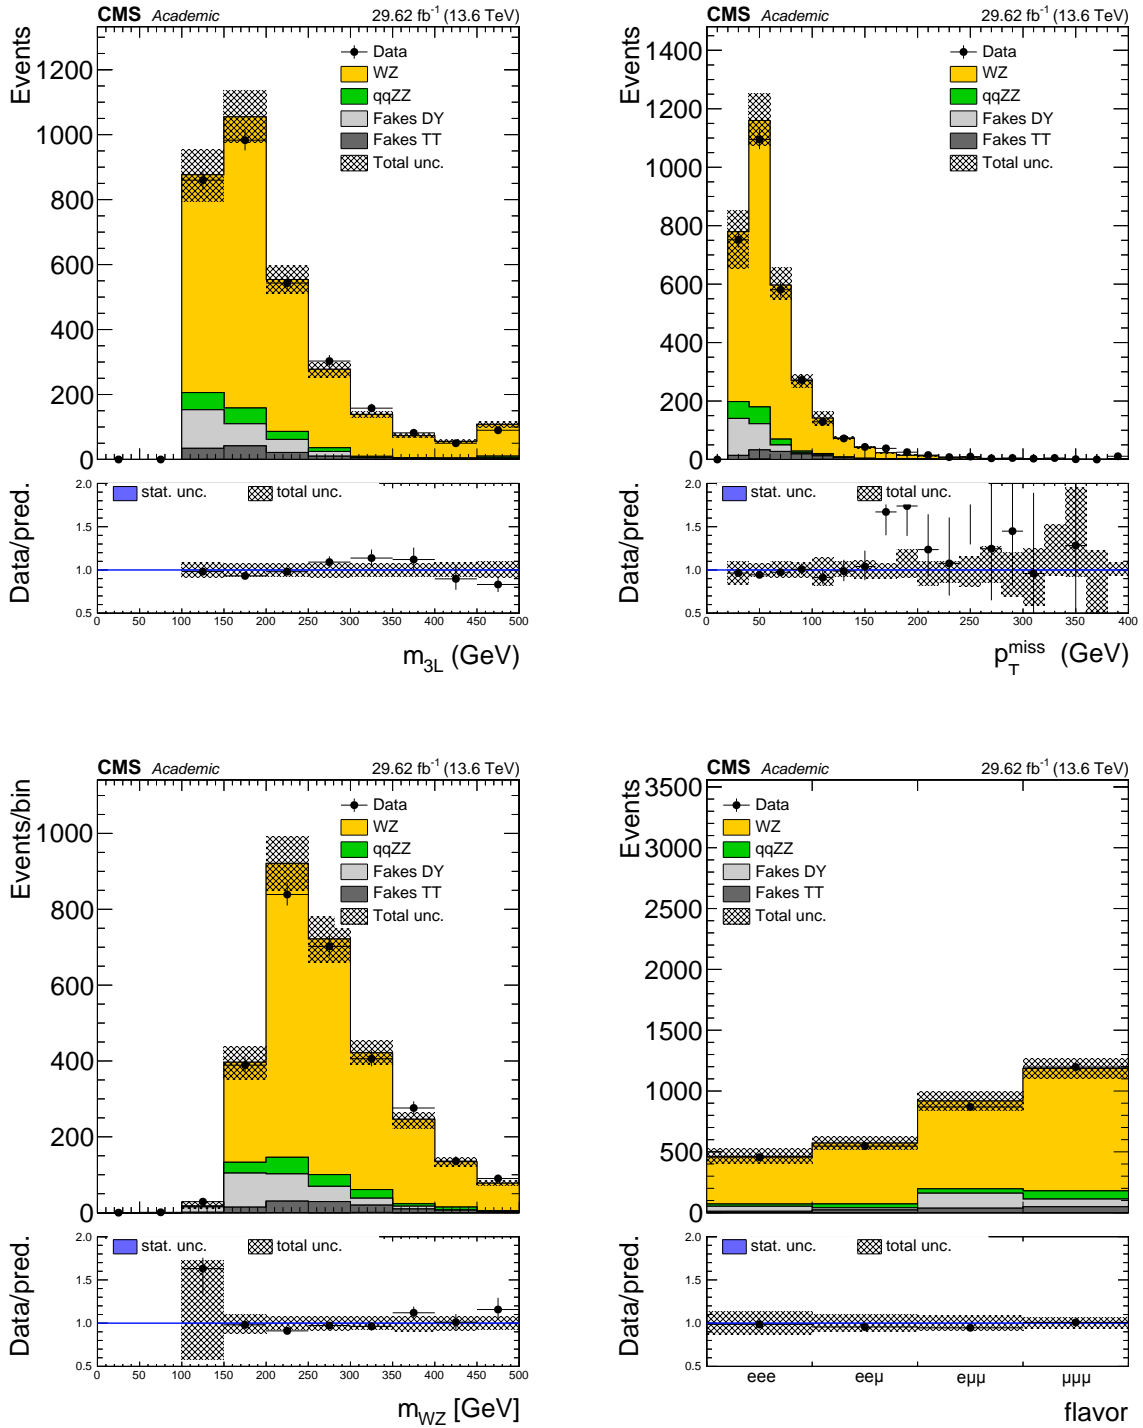 CMS Academic 29.62 fb⁻¹ (13.6 TeV)
Events
1200
1000
800
600
400
200
0
Data
WZ
qqZZ
Fakes DY
Fakes TT
Total unc.
Data/pred.
2.0
1.5
1.0
0.5
stat. unc. total unc.
0 50 100 150 200 250 300 350 400 450 500
m_3L (GeV)
CMS Academic 29.62 fb⁻¹ (13.6 TeV)
Events
1400
1200
1000
800
600
400
200
0
Data
WZ
qqZZ
Fakes DY
Fakes TT
Total unc.
Data/pred.
2.0
1.5
1.0
0.5
stat. unc. total unc.
0 50 100 150 200 250 300 350 400
p_T^miss (GeV)
CMS Academic 29.62 fb⁻¹ (13.6 TeV)
Events/bin
1000
800
600
400
200
0
Data
WZ
qqZZ
Fakes DY
Fakes TT
Total unc.
Data/pred.
2.0
1.5
1.0
0.5
stat. unc. total unc.
0 50 100 150 200 250 300 350 400 450 500
m_WZ [GeV]
CMS Academic 29.62 fb⁻¹ (13.6 TeV)
Events
3500
3000
2500
2000
1500
1000
500
0
Data
WZ
qqZZ
Fakes DY
Fakes TT
Total unc.
Data/pred.
2.0
1.5
1.0
0.5
stat. unc. total unc.
eee eeμ eμμ μμμ
flavor